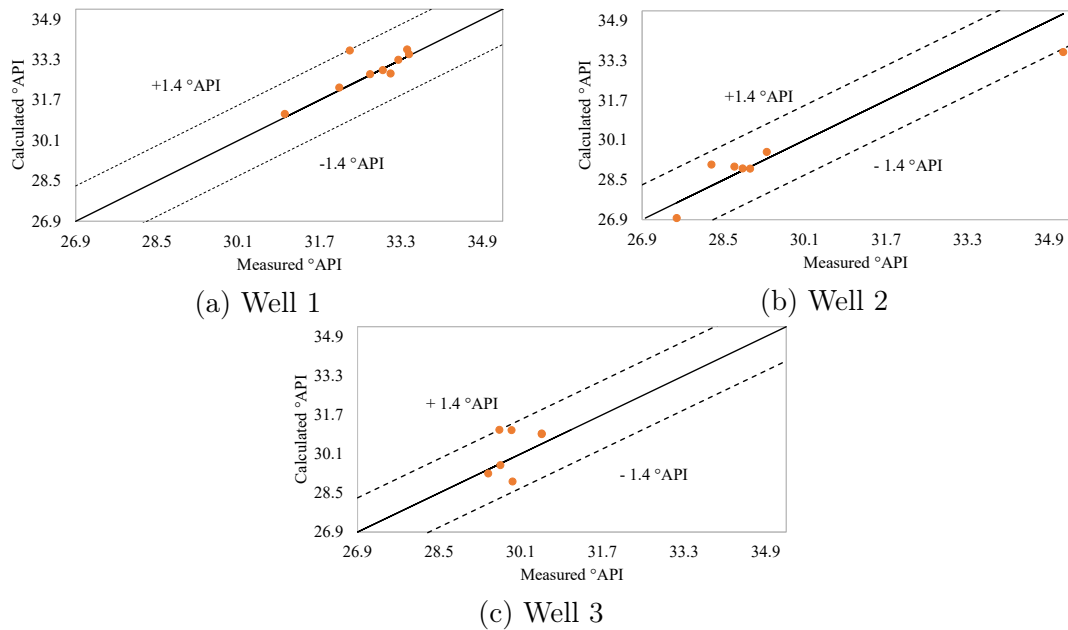 34.9
33.3
31.7
30.1
28.5
26.9
Calculated °API
+1.4 °API
-1.4 °API
26.9 28.5 30.1 31.7 33.3 34.9
Measured °API
(a) Well 1
34.9
33.3
31.7
30.1
28.5
26.9
Calculated °API
+1.4 °API
- 1.4 °API
26.9 28.5 30.1 31.7 33.3 34.9
Measured °API
(b) Well 2
34.9
33.3
31.7
30.1
28.5
26.9
Calculated °API
+ 1.4 °API
- 1.4 °API
26.9 28.5 30.1 31.7 33.3 34.9
Measured °API
(c) Well 3